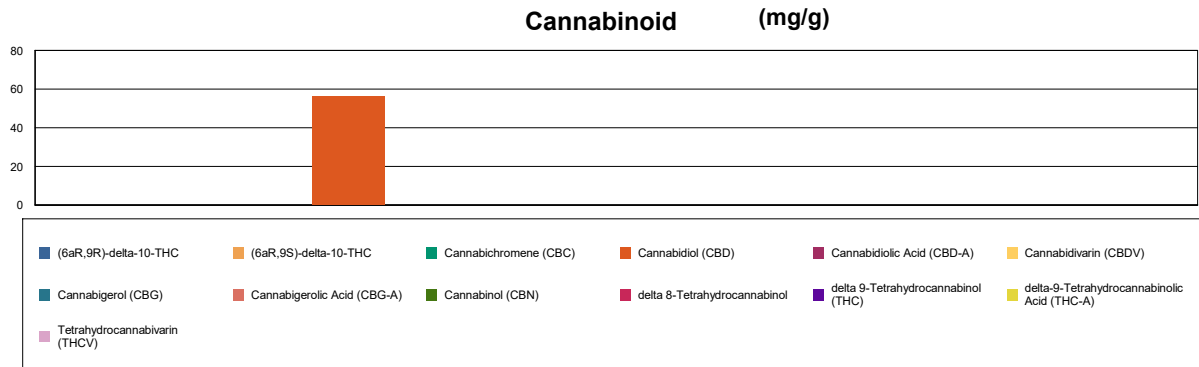 Cannabinoid (mg/g)
80
60
40
20
0
(6aR,9R)-delta-10-THC
(6aR,9S)-delta-10-THC
Cannabichromene (CBC)
Cannabidiol (CBD)
Cannabidiolic Acid (CBD-A)
Cannabidivarin (CBDV)
Cannabigerol (CBG)
Cannabigerolic Acid (CBG-A)
Cannabinol (CBN)
delta 8-Tetrahydrocannabinol
delta 9-Tetrahydrocannabinol
(THC)
delta-9-Tetrahydrocannabinolic
Acid (THC-A)
Tetrahydrocannabivarin
(THCV)